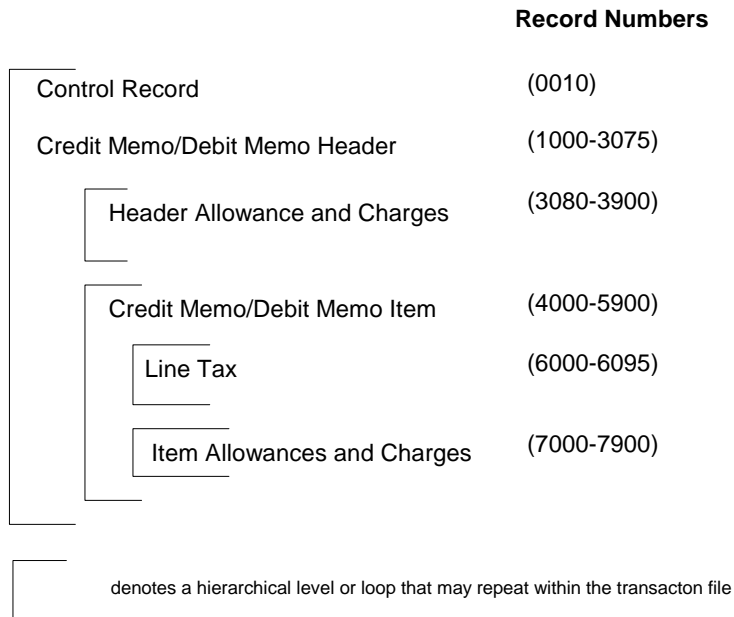 Record Numbers
Control Record (0010)
Credit Memo/Debit Memo Header (1000-3075)
Header Allowance and Charges (3080-3900)
Credit Memo/Debit Memo Item (4000-5900)
Line Tax (6000-6095)
Item Allowances and Charges (7000-7900)
denotes a hierarchical level or loop that may repeat within the transacton file